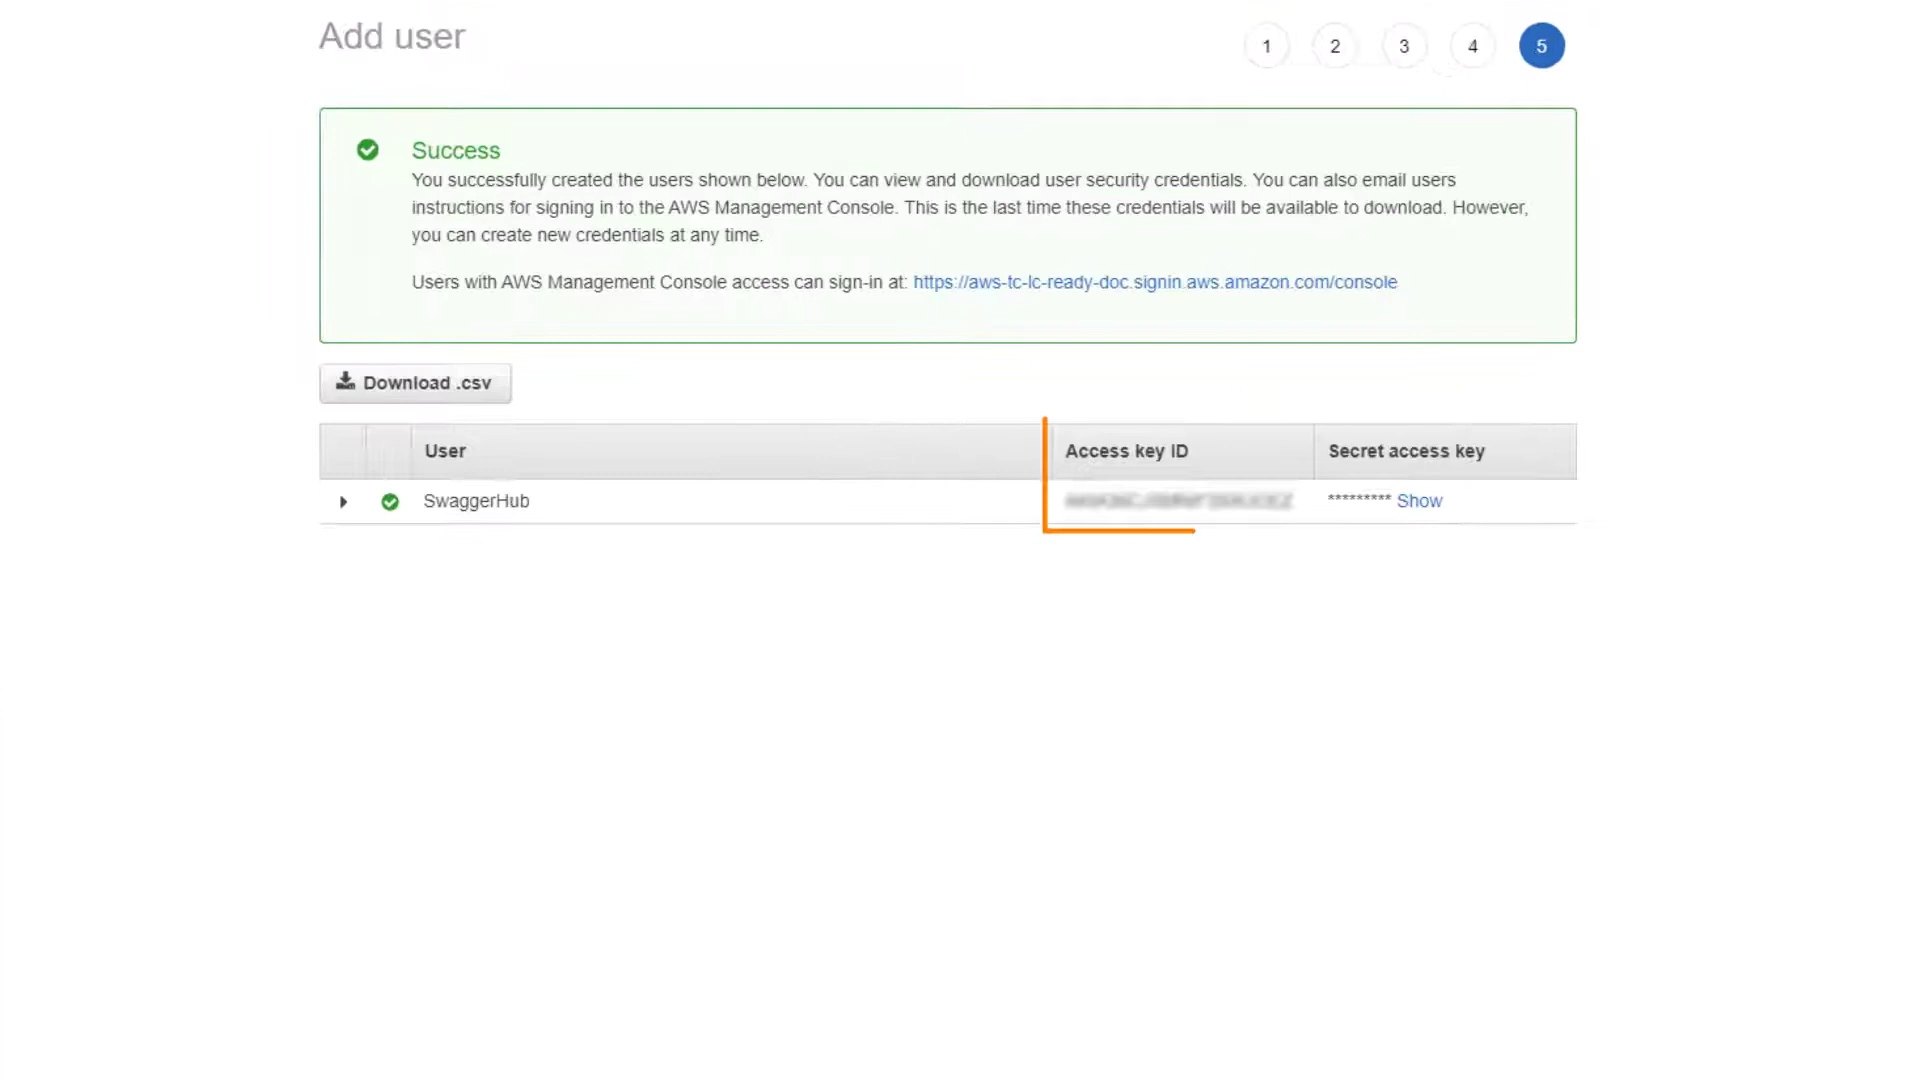 Add user
1 2 3 4 5
Success
You successfully created the users shown below. You can view and download user security credentials. You can also email users
instructions for signing in to the AWS Management Console. This is the last time these credentials will be available to download. However,
you can create new credentials at any time.
Users with AWS Management Console access can sign-in at: https://aws-tc-lc-ready-doc.signin.aws.amazon.com/console
Download .csv
User Access key ID Secret access key
SwaggerHub ********* Show